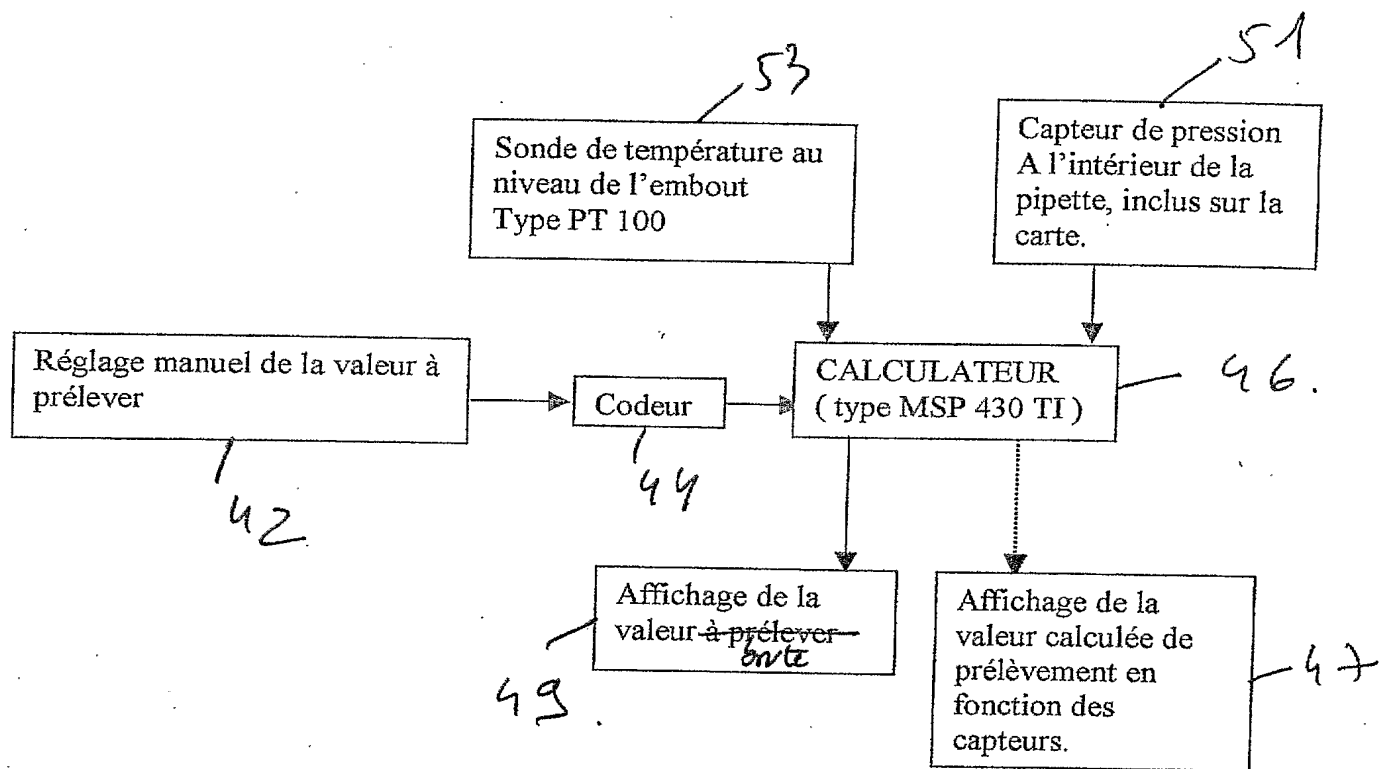 53
51
Sonde de température au
niveau de l'embout
Type PT 100
Capteur de pression
A l'intérieur de la
pipette, inclus sur la
carte.
Réglage manuel de la valeur à
prélever
Codeur
CALCULATEUR
( type MSP 430 TI )
46.
42
44
Affichage de la
valeur à prélever
brute
49.
Affichage de la
valeur calculée de
prélèvement en
fonction des
capteurs.
47